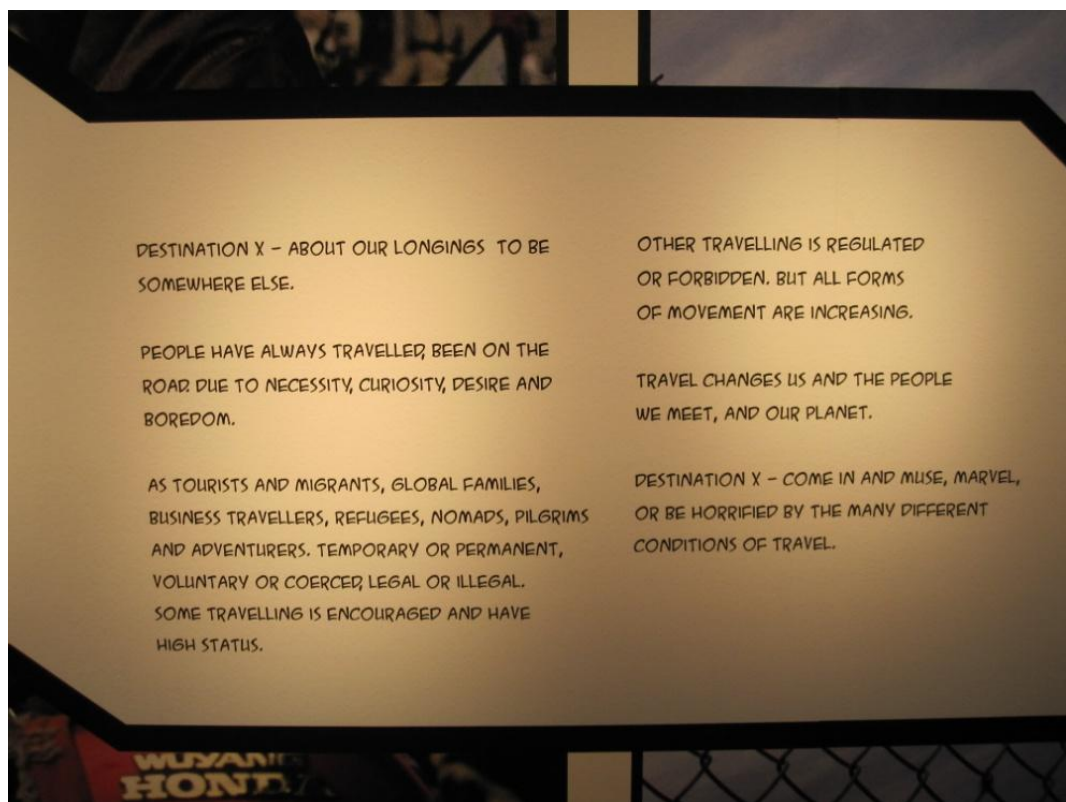 DESTINATION X – ABOUT OUR LONGINGS TO BE
SOMEWHERE ELSE.
PEOPLE HAVE ALWAYS TRAVELLED, BEEN ON THE
ROAD. DUE TO NECESSITY, CURIOSITY, DESIRE AND
BOREDOM.
AS TOURISTS AND MIGRANTS, GLOBAL FAMILIES,
BUSINESS TRAVELLERS, REFUGEES, NOMADS, PILGRIMS
AND ADVENTURERS. TEMPORARY OR PERMANENT,
VOLUNTARY OR COERCED, LEGAL OR ILLEGAL.
SOME TRAVELLING IS ENCOURAGED AND HAVE
HIGH STATUS.
OTHER TRAVELLING IS REGULATED
OR FORBIDDEN. BUT ALL FORMS
OF MOVEMENT ARE INCREASING.
TRAVEL CHANGES US AND THE PEOPLE
WE MEET, AND OUR PLANET.
DESTINATION X – COME IN AND MUSE, MARVEL,
OR BE HORRIFIED BY THE MANY DIFFERENT
CONDITIONS OF TRAVEL.
HONDA